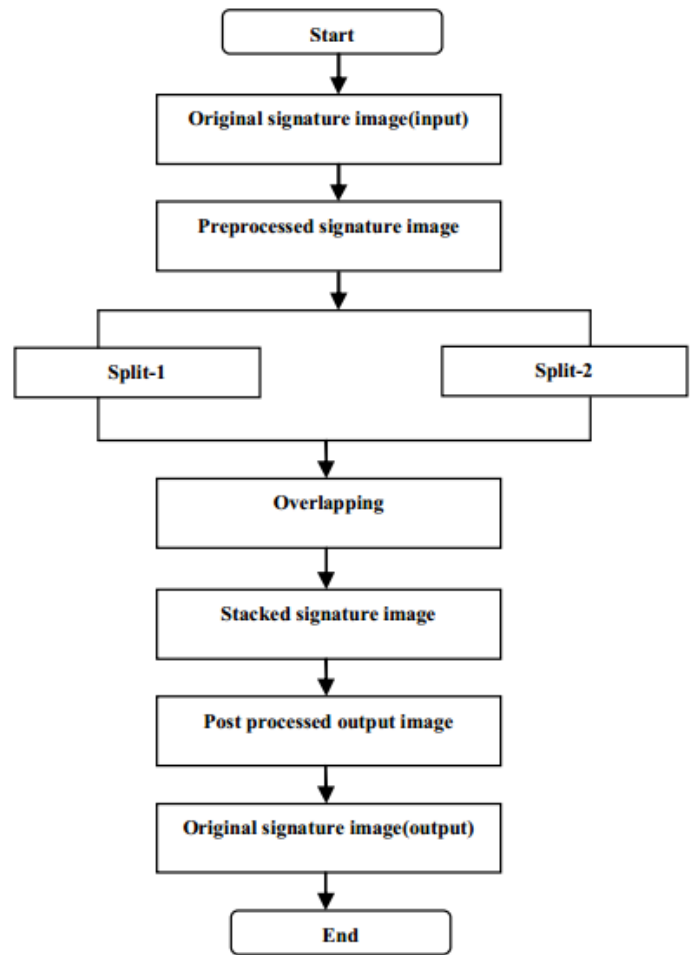 Start
Original signature image(input)
Preprocessed signature image
Split-1
Split-2
Overlapping
Stacked signature image
Post processed output image
Original signature image(output)
End